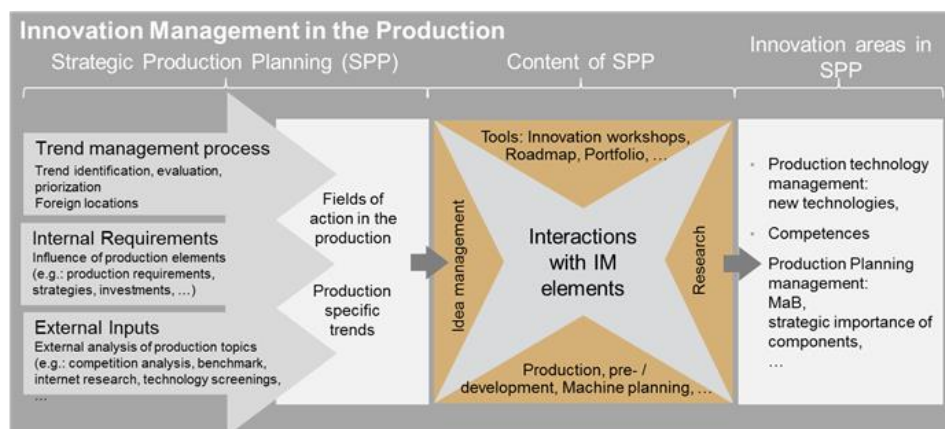 Innovation Management in the Production
Strategic Production Planning (SPP)
Content of SPP
Innovation areas in
SPP
Trend management process
Trend identification, evaluation,
priorization
Foreign locations
Internal Requirements
Influence of production elements
(e.g.: production requirements,
strategies, investments, …)
External Inputs
External analysis of production topics
(e.g.: competition analysis, benchmark,
internet research, technology screenings,
…
Fields of
action in the
production
Production
specific
trends
Tools: Innovation workshops,
Roadmap, Portfolio, …
Idea management
Interactions
with IM
elements
Research
Production, pre- /
development, Machine planning, …
• Production technology
management:
new technologies,
• Competences
• Production Planning
management:
MaB,
strategic importance of
components,
…